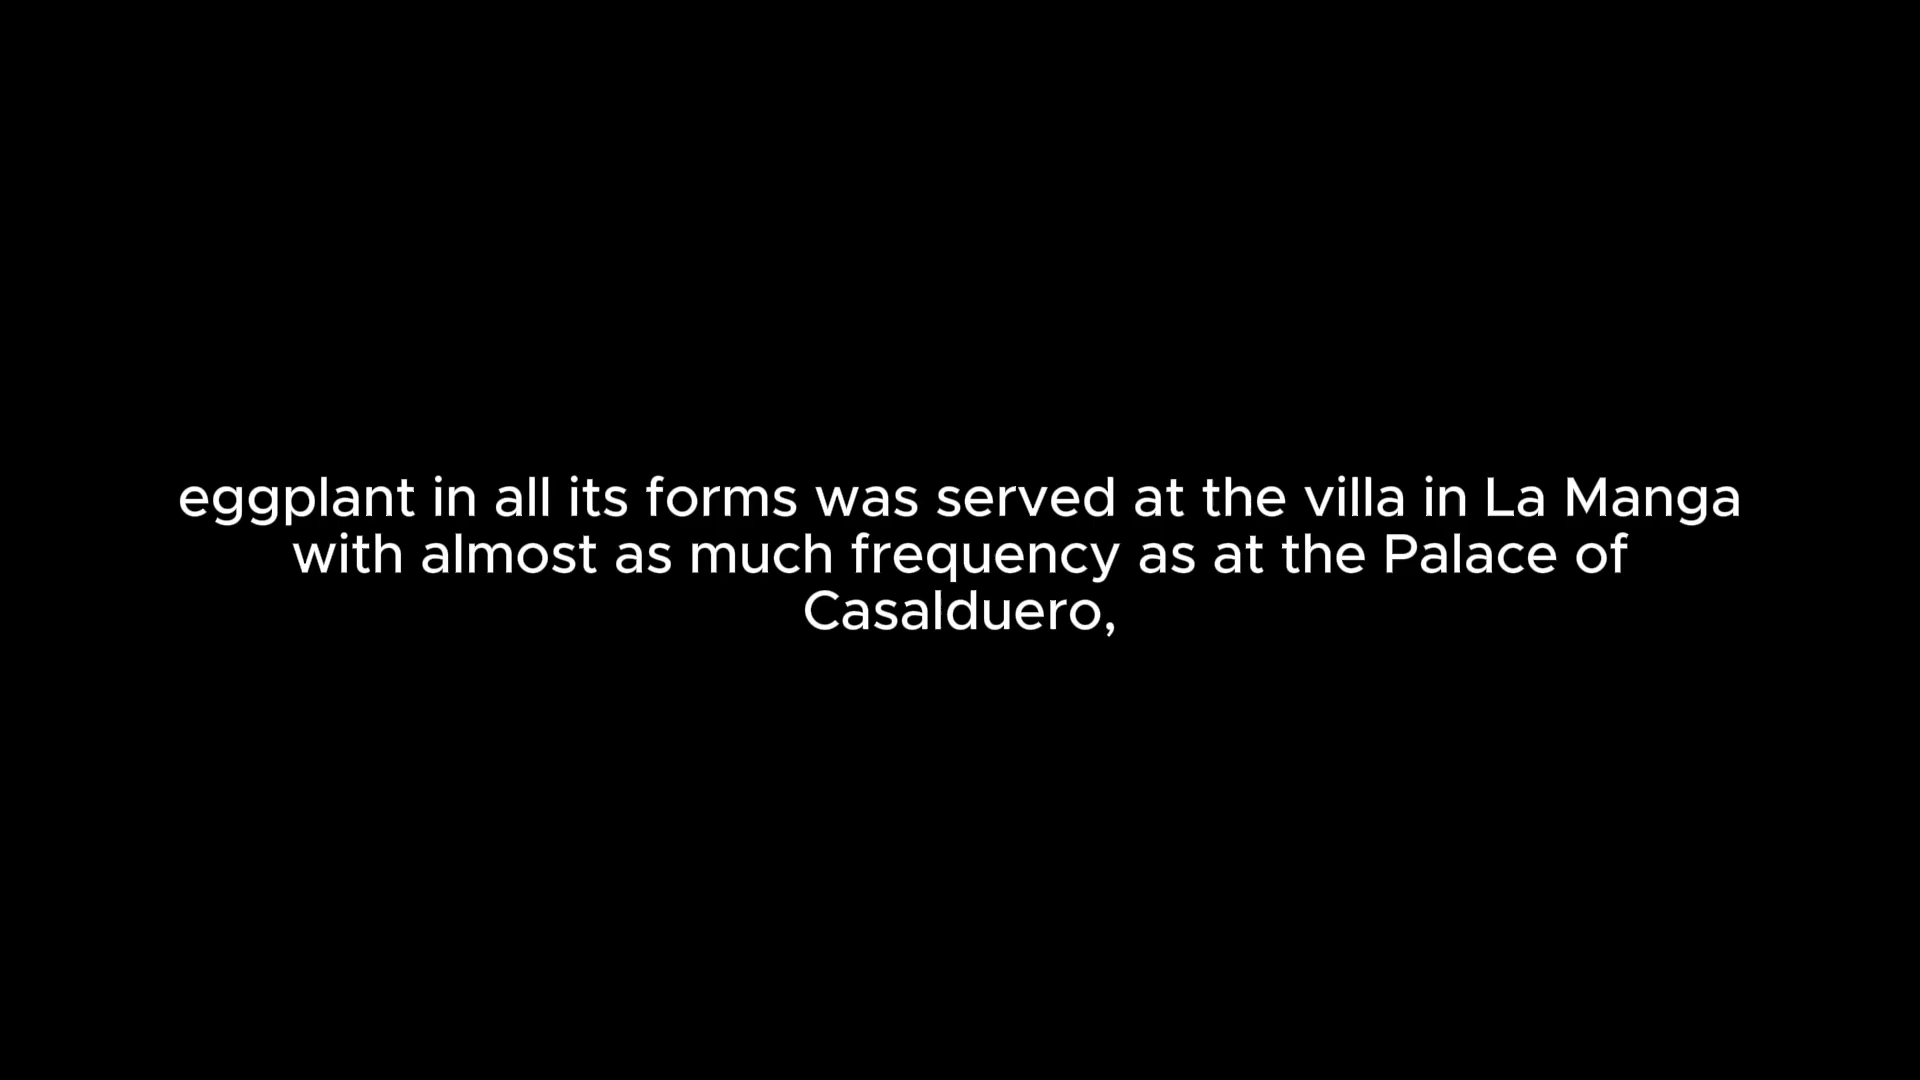 eggplant in all its forms was served at the villa in La Manga
with almost as much frequency as at the Palace of
Casalduero,